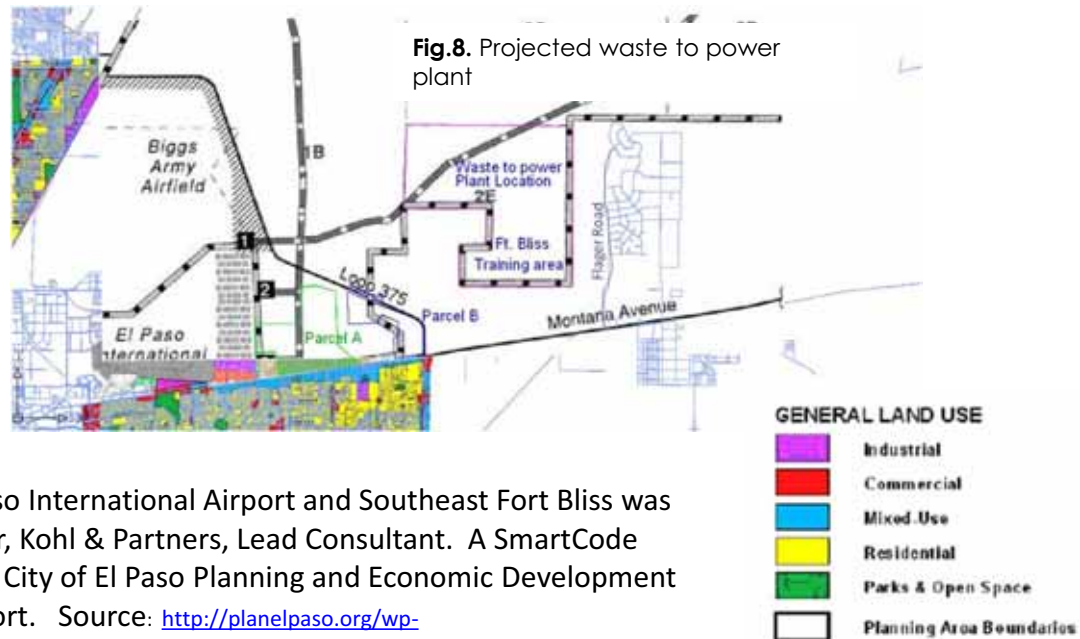 Fig.8. Projected waste to power
plant
1B
Biggs
Army
Airfield
Waste to power
Plant Location
2E
Flager Road
1
Ft. Bliss
Training area
2
Loop 375
Parcel B
Montana Avenue
El Paso
International
Parcel A
GENERAL LAND USE
Industrial
Commercial
Mixed-Use
Residential
Parks & Open Space
Planning Area Boundaries
so International Airport and Southeast Fort Bliss was
r, Kohl & Partners, Lead Consultant. A SmartCode
City of El Paso Planning and Economic Development
ort. Source: http://planelpaso.org/wp-